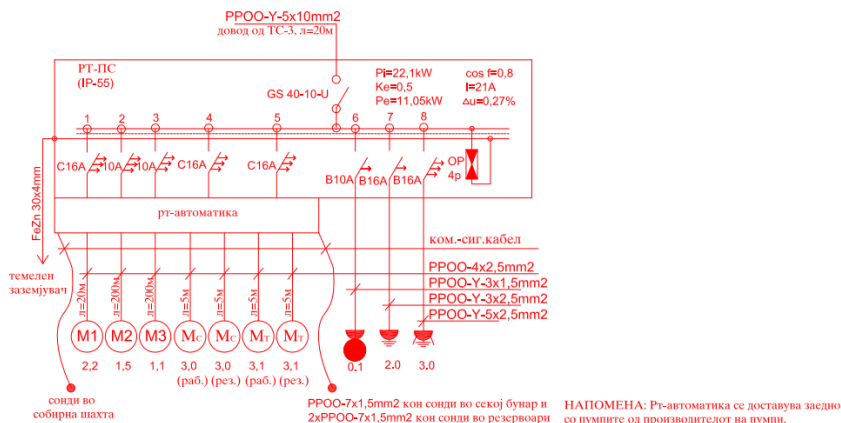 PPOO-Y-5x10mm2
довод од ТС-3, л=20м
РТ-ПС
(IP-55)
GS 40-10-U
Pi=22,1kW
Ke=0,5
Pe=11,05kW
cos f=0,8
I=21A
Δu=0,27%
1 2 3 4 5 6 7 8
C16A 10A 10A C16A C16A B10A B16A B16A
OP
4p
FeZn 30x4mm
рт-автоматика
ком.-сиг.кабел
PPOO-4x2,5mm2
PPOO-Y-3x1,5mm2
PPOO-Y-3x2,5mm2
PPOO-Y-5x2,5mm2
темелен
заземјувач
л=20м л=200м л=200м л=5м л=5м л=5м л=5м
M1 M2 M3 Mс Mс Mт Mт
2,2 1,5 1,1 3,0 3,0 3,1 3,1 0.1 2.0 3.0
(раб.) (рез.) (раб.) (рез.)
сонди во
собирна шахта
PPOO-7x1,5mm2 кон сонди во секој бунар и
2xPPOO-7x1,5mm2 кон сонди во резервоари
НАПОМЕНА: Рт-автоматика се доставува заедно
со пумпите од производителот на пумпи.